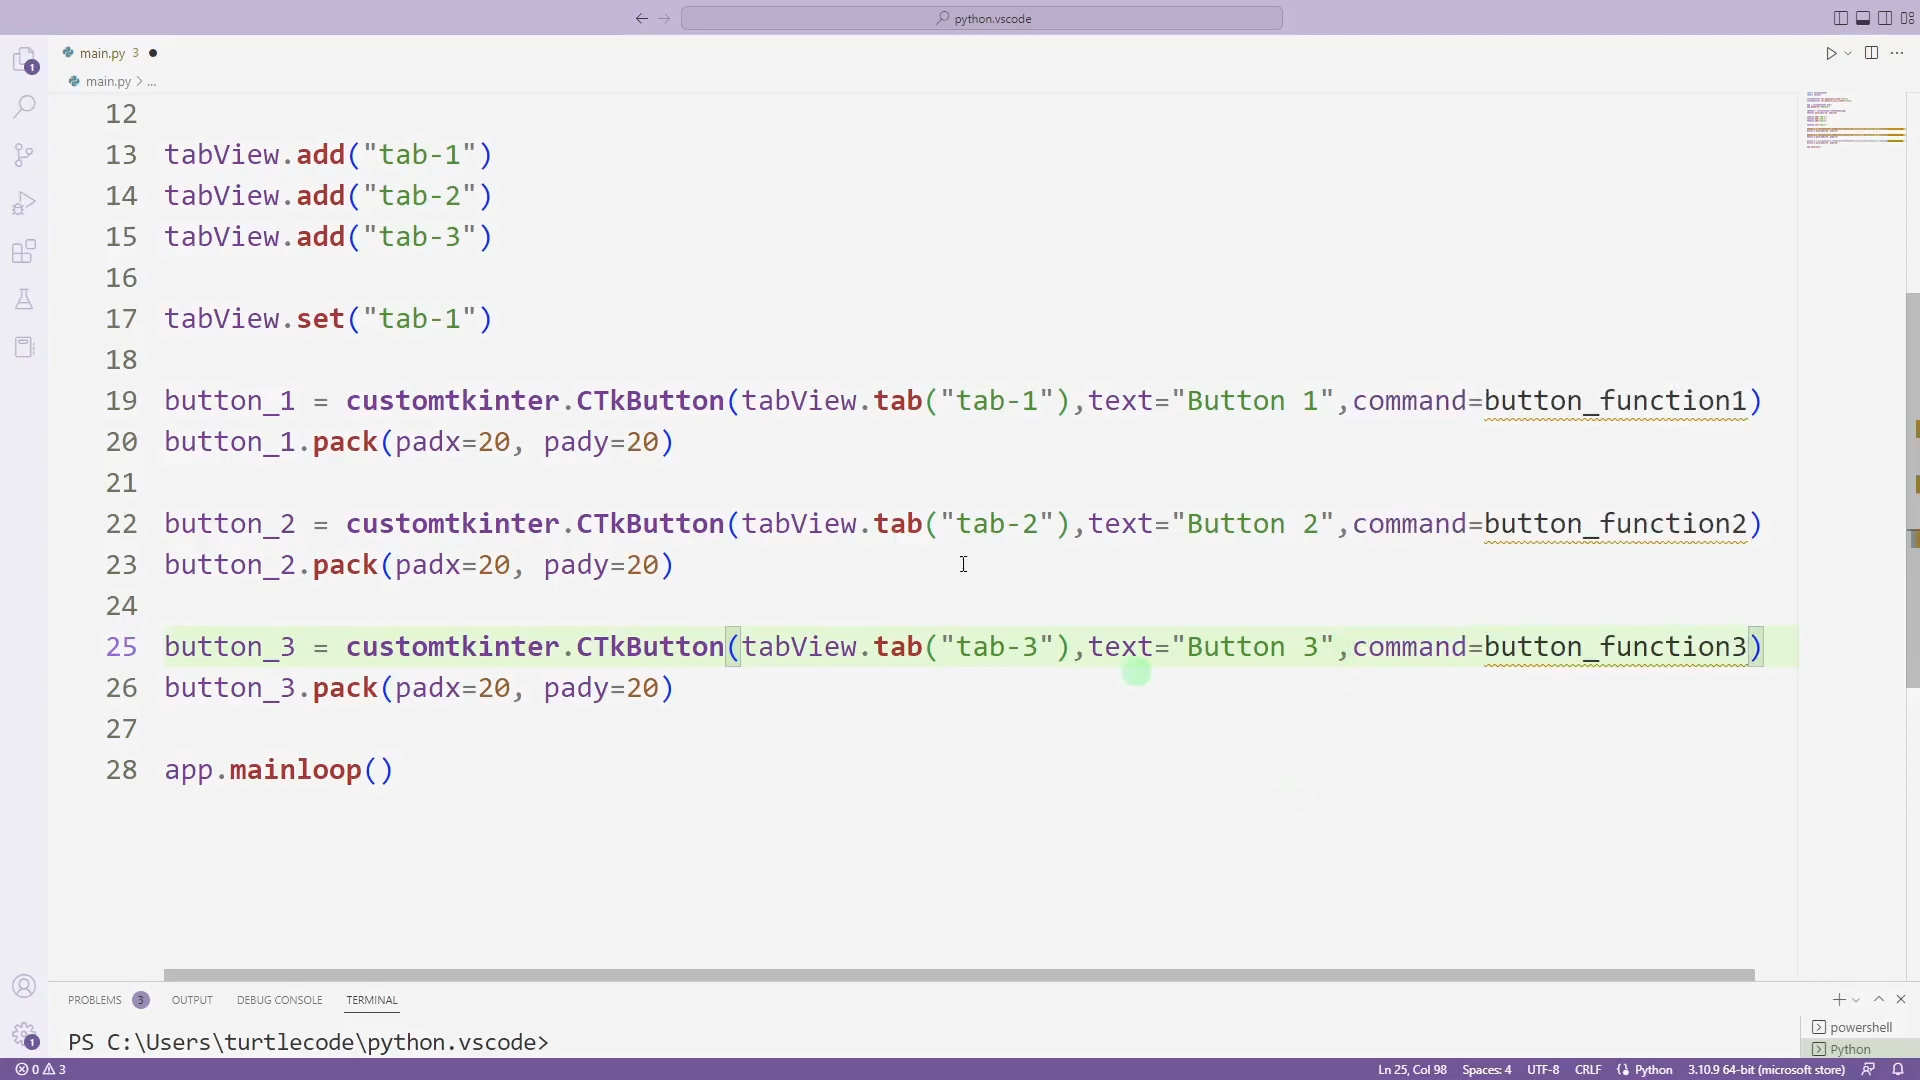 python.vscode
main.py 3
main.py > ...
12
13 tabView.add("tab-1")
14 tabView.add("tab-2")
15 tabView.add("tab-3")
16
17 tabView.set("tab-1")
18
19 button_1 = customtkinter.CTkButton(tabView.tab("tab-1"),text="Button 1",command=button_function1)
20 button_1.pack(padx=20, pady=20)
21
22 button_2 = customtkinter.CTkButton(tabView.tab("tab-2"),text="Button 2",command=button_function2)
23 button_2.pack(padx=20, pady=20)
24
25 button_3 = customtkinter.CTkButton(tabView.tab("tab-3"),text="Button 3",command=button_function3)
26 button_3.pack(padx=20, pady=20)
27
28 app.mainloop()
1
PROBLEMS 3 OUTPUT DEBUG CONSOLE TERMINAL
PS C:\Users\turtlecode\python.vscode>
powershell
Python
1
0 3 Ln 25, Col 98 Spaces: 4 UTF-8 CRLF Python 3.10.9 64-bit (microsoft store)